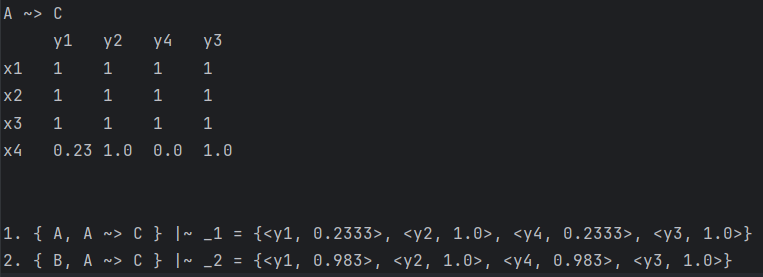 A ~> C
y1 y2 y4 y3
x1 1 1 1 1
x2 1 1 1 1
x3 1 1 1 1
x4 0.23 1.0 0.0 1.0
1. { A, A ~> C } |~ _1 = {<y1, 0.2333>, <y2, 1.0>, <y4, 0.2333>, <y3, 1.0>}
2. { B, A ~> C } |~ _2 = {<y1, 0.983>, <y2, 1.0>, <y4, 0.983>, <y3, 1.0>}